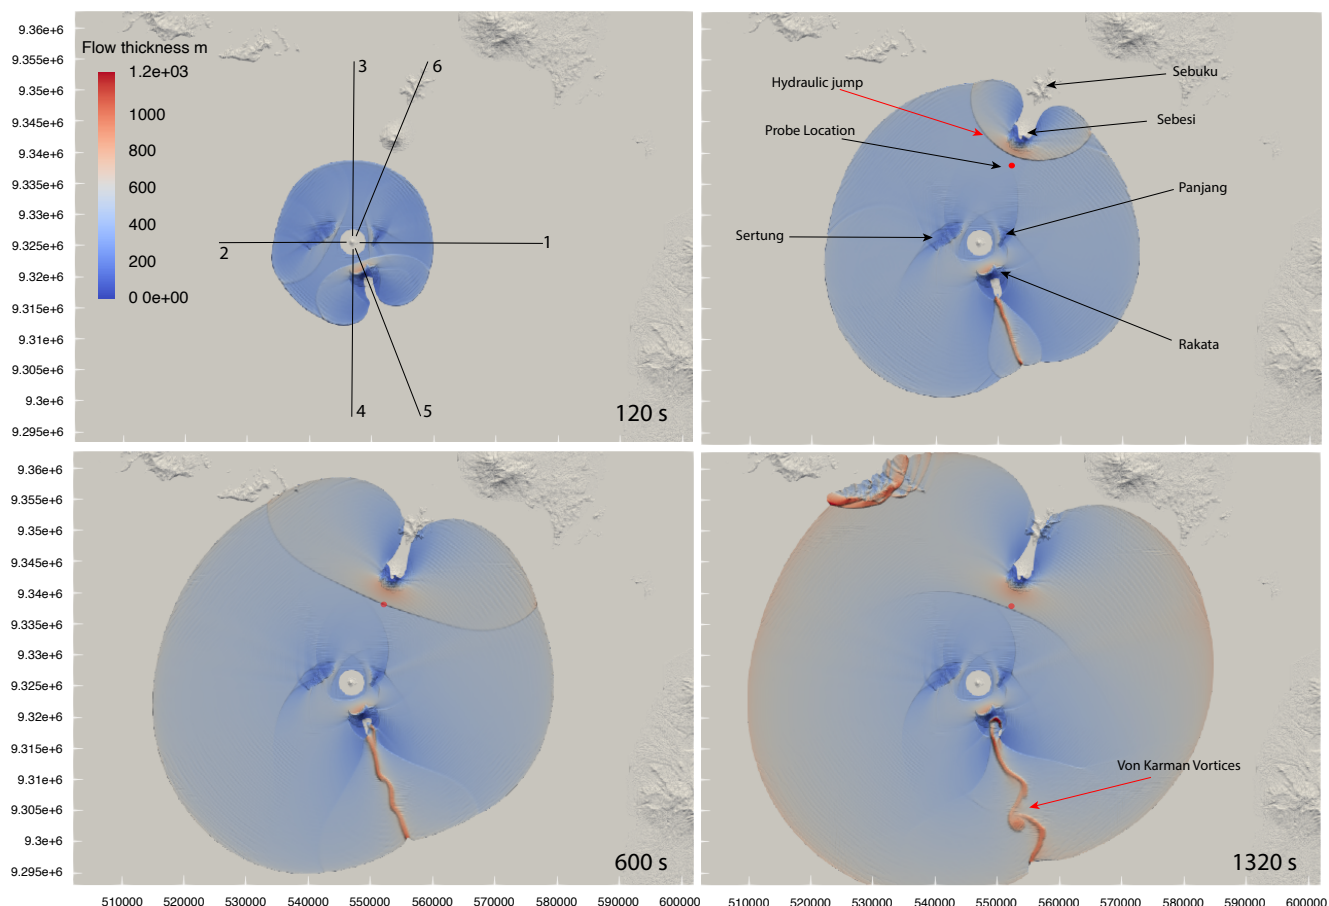 9.36e+6
9.355e+6
9.35e+6
9.345e+6
9.34e+6
9.335e+6
9.33e+6
9.325e+6
9.32e+6
9.315e+6
9.31e+6
9.305e+6
9.3e+6
9.295e+6
Flow thickness m
1.2e+03
1000
800
600
400
200
0 0e+00
3
6
2
1
4
5
120 s
Hydraulic jump
Probe Location
Sebuku
Sebesi
Panjang
Sertung
Rakata
9.36e+6
9.355e+6
9.35e+6
9.345e+6
9.34e+6
9.335e+6
9.33e+6
9.325e+6
9.32e+6
9.315e+6
9.31e+6
9.305e+6
9.3e+6
9.295e+6
600 s
Von Karman Vortices
1320 s
510000 520000 530000 540000 550000 560000 570000 580000 590000 600000
510000 520000 530000 540000 550000 560000 570000 580000 590000 600000